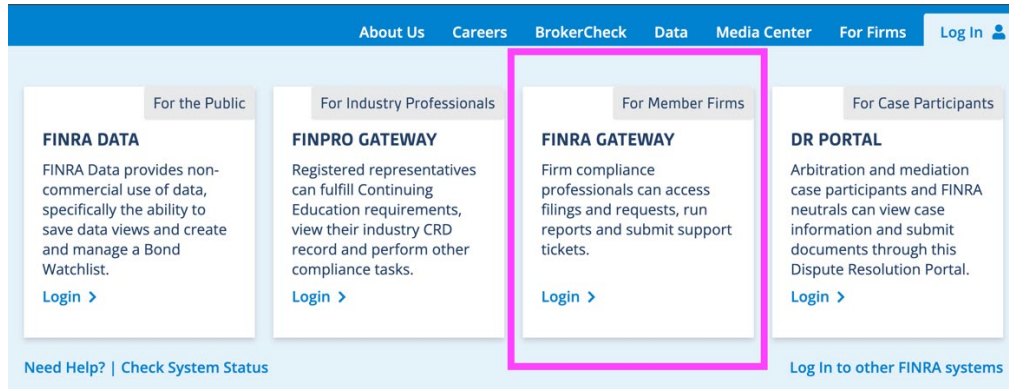 About Us Careers BrokerCheck Data Media Center For Firms Log In
For the Public
FINRA DATA
FINRA Data provides non-
commercial use of data,
specifically the ability to
save data views and create
and manage a Bond
Watchlist.
Login >
For Industry Professionals
FINPRO GATEWAY
Registered representatives
can fulfill Continuing
Education requirements,
view their industry CRD
record and perform other
compliance tasks.
Login >
For Member Firms
FINRA GATEWAY
Firm compliance
professionals can access
filings and requests, run
reports and submit support
tickets.
Login >
For Case Participants
DR PORTAL
Arbitration and mediation
case participants and FINRA
neutrals can view case
information and submit
documents through this
Dispute Resolution Portal.
Login >
Need Help? | Check System Status
Log In to other FINRA systems